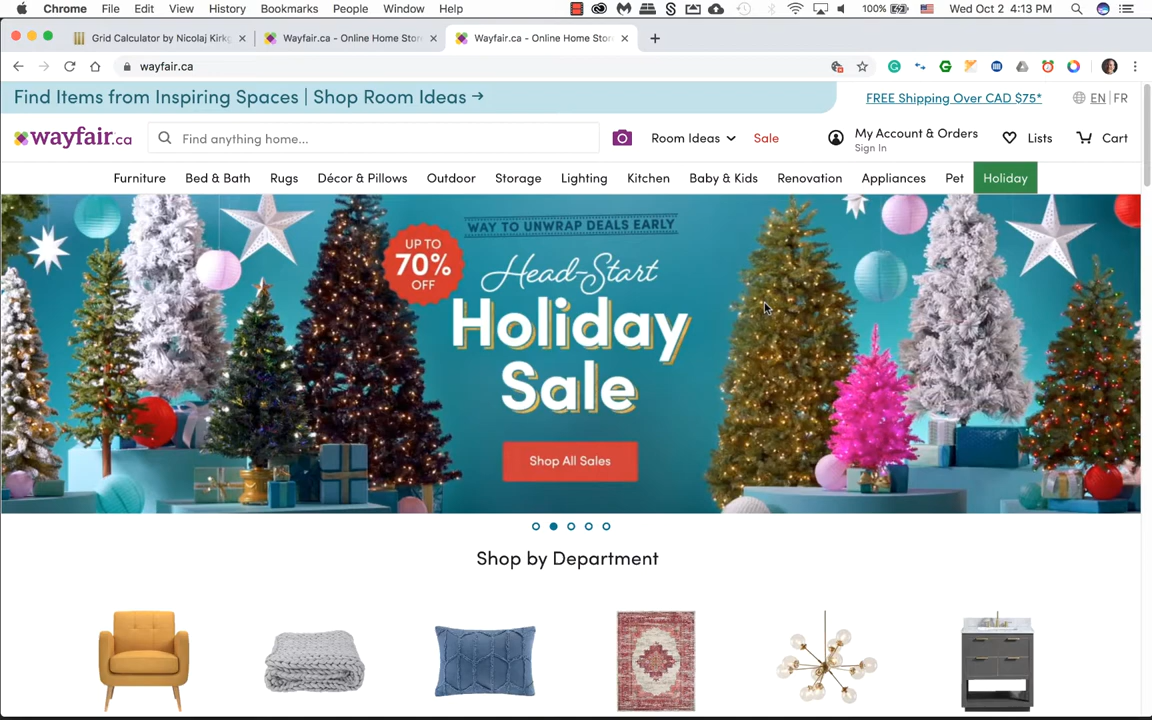 Chrome File Edit View History Bookmarks People Window Help 100% Wed Oct 2 4:13 PM
Grid Calculator by Nicolaj Kirkg Wayfair.ca - Online Home Stor Wayfair.ca - Online Home Stor
wayfair.ca
Find Items from Inspiring Spaces | Shop Room Ideas → FREE Shipping Over CAD $75* EN | FR
wayfair.ca Find anything home... Room Ideas Sale My Account & Orders Lists Cart
Sign In
Furniture Bed & Bath Rugs Décor & Pillows Outdoor Storage Lighting Kitchen Baby & Kids Renovation Appliances Pet Holiday
WAY TO UNWRAP DEALS EARLY
UP TO
70%
OFF
Head-Start
Holiday
Sale
Shop All Sales
Shop by Department